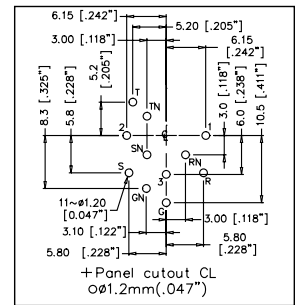 6.15 [.242"]
5.20 [.205"]
3.00 [.118"]
6.15
[.242"]
5.2
[.205"]
8.3 [.325"]
5.8 [.228"]
3.0 [.118"]
6.0 [.238"]
10.5 [.411"]
T
TN
2
1
SN
RN
S
3
R
GN
G
11~ø1.20
[0.047"]
3.00 [.118"]
3.10 [.122"]
5.80
[.228"]
5.80 [.228"]
+Panel cutout CL
OØ1.2mm(.047")